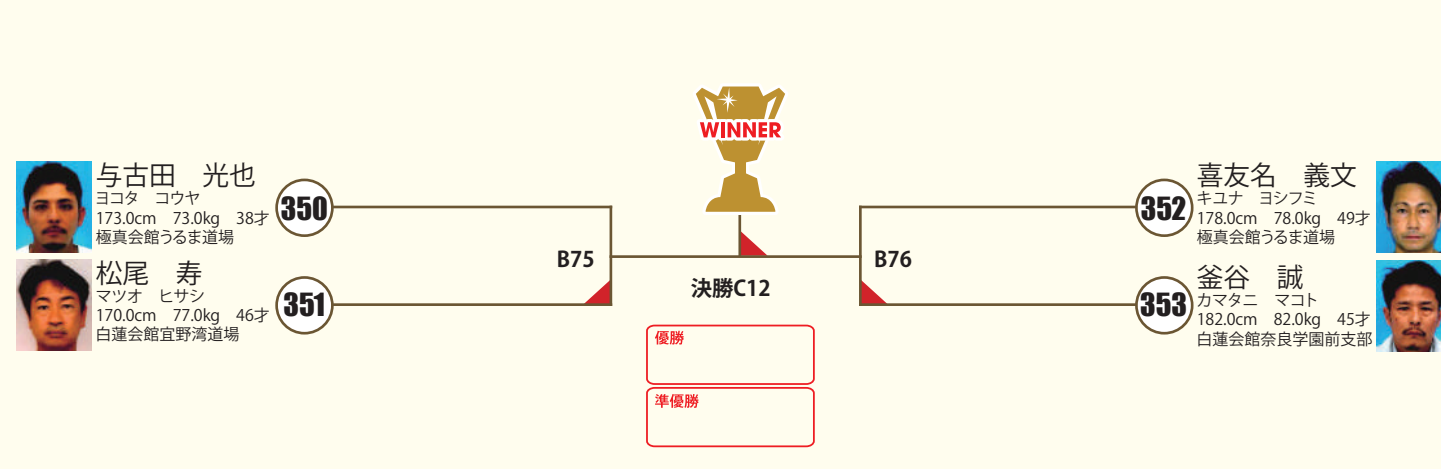 WINNER
与古田　光也
ヨコタ　コウヤ
173.0cm　73.0kg　38才
極真会館うるま道場
350
松尾　寿
マツオ　ヒサシ
170.0cm　77.0kg　46才
白蓮会館宜野湾道場
351
B75
決勝C12
B76
喜友名　義文
キユナ　ヨシフミ
178.0cm　78.0kg　49才
極真会館うるま道場
352
釜谷　誠
カマタニ　マコト
182.0cm　82.0kg　45才
白蓮会館奈良学園前支部
353
優勝
準優勝